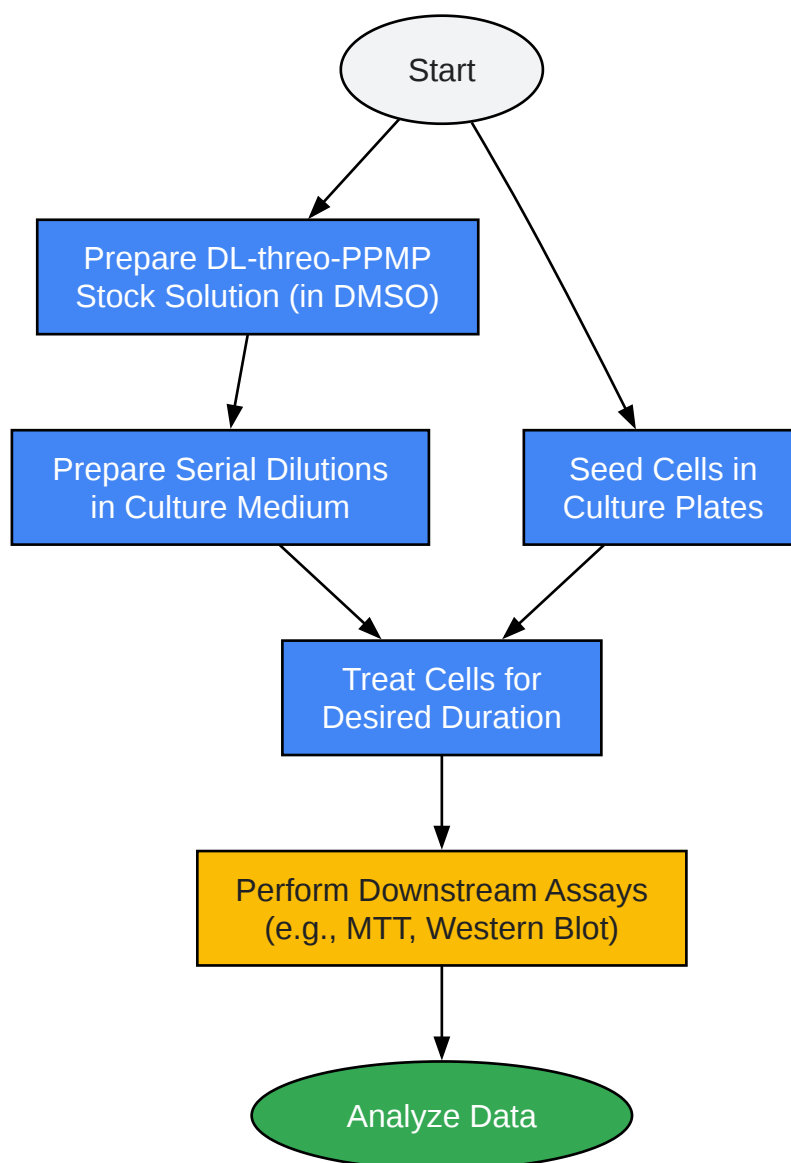 Start
Prepare DL-threo-PPMP
Stock Solution (in DMSO)
Prepare Serial Dilutions
in Culture Medium
Seed Cells in
Culture Plates
Treat Cells for
Desired Duration
Perform Downstream Assays
(e.g., MTT, Western Blot)
Analyze Data